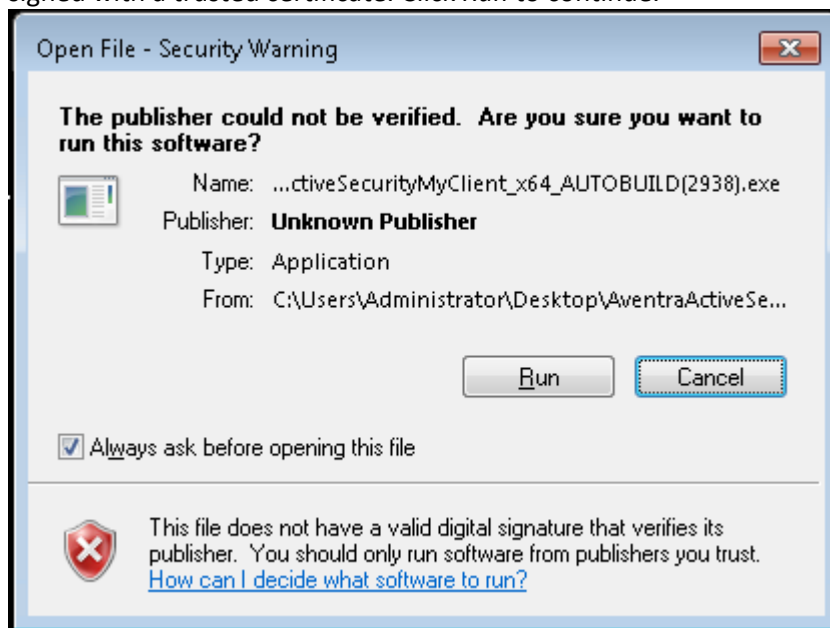 Open File - Security Warning
The publisher could not be verified. Are you sure you want to
run this software?
Name: ...ctiveSecurityMyClient_x64_AUTOBUILD(2938).exe
Publisher: Unknown Publisher
Type: Application
From: C:\Users\Administrator\Desktop\AventraActiveSe...
Run Cancel
Always ask before opening this file
This file does not have a valid digital signature that verifies its
publisher. You should only run software from publishers you trust.
How can I decide what software to run?